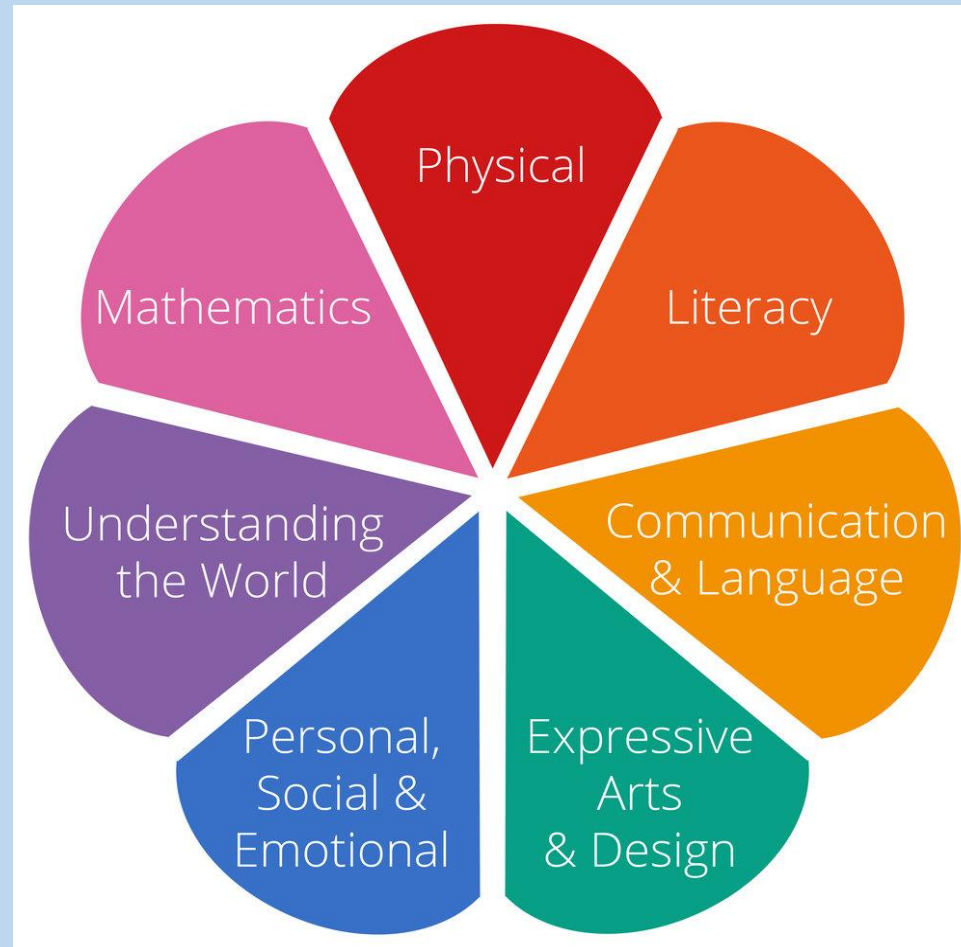 Physical
Literacy
Communication
& Language
Expressive
Arts
& Design
Personal,
Social &
Emotional
Understanding
the World
Mathematics